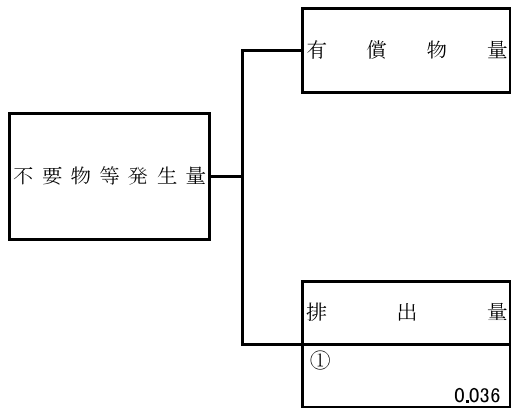 有償物量
不要物等発生量
排出量
①
0.036